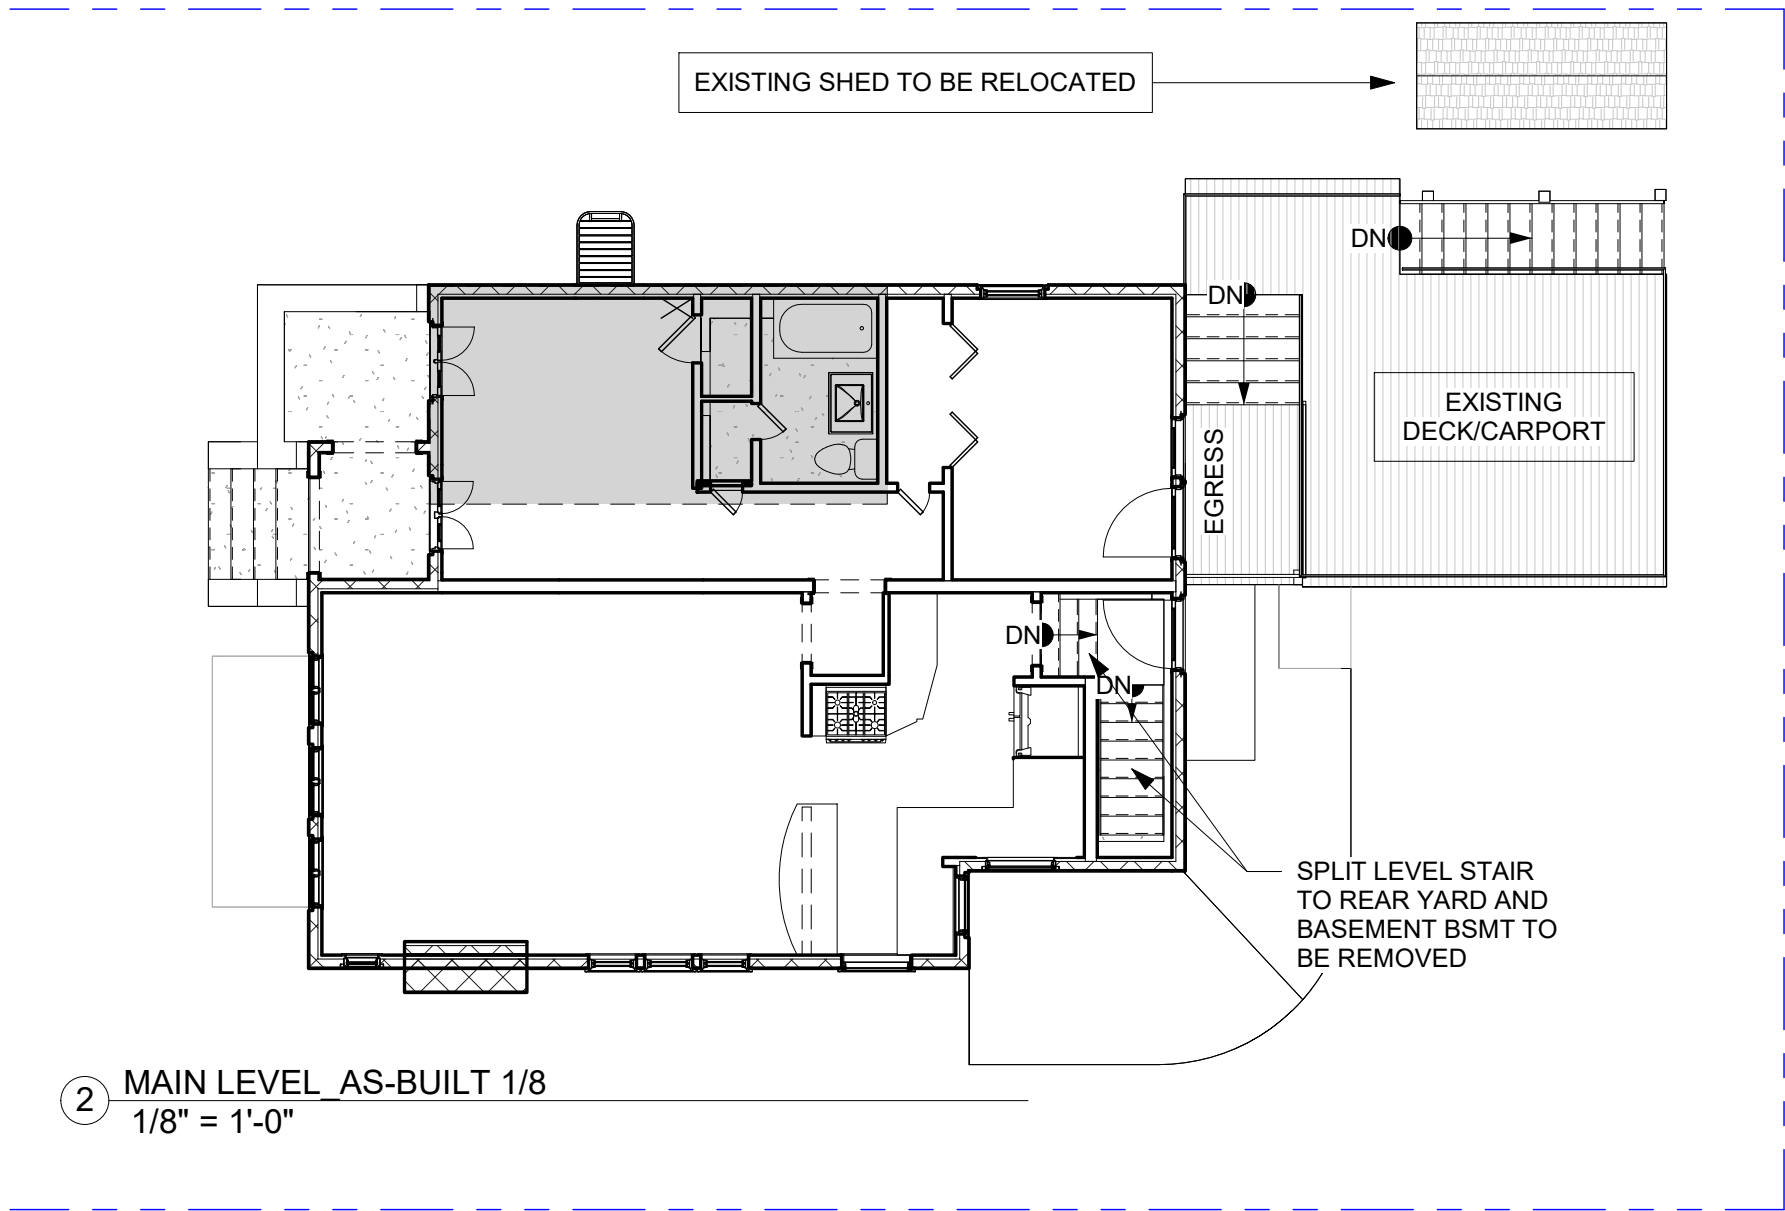 EXISTING SHED TO BE RELOCATED
DN
DN
EXISTING
DECK/CARPORT
EGRESS
DN
DN
SPLIT LEVEL STAIR
TO REAR YARD AND
BASEMENT BSMT TO
BE REMOVED
2
MAIN LEVEL_AS-BUILT 1/8
1/8" = 1'-0"